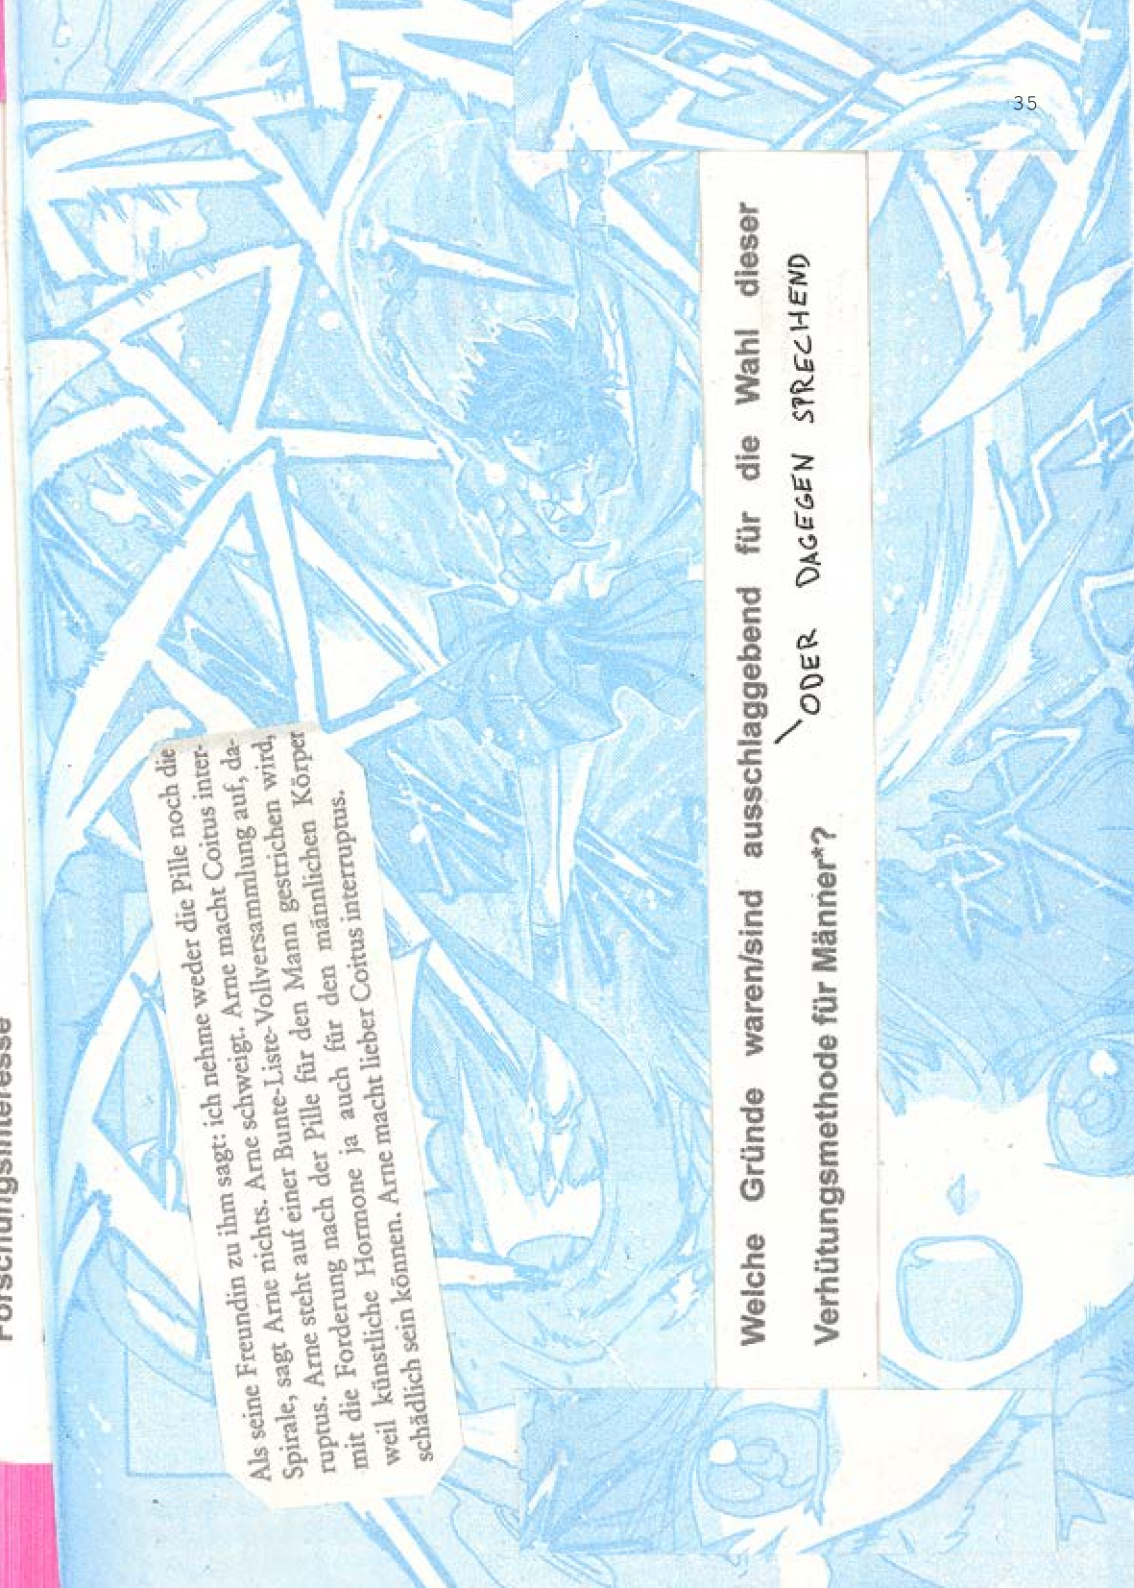 35
Forschungsinteresse
Als seine Freundin zu ihm sagt: ich nehme weder die Pille noch die
Spirale, sagt Arne nichts. Arne schweigt. Arne macht Coitus inter-
ruptus. Arne steht auf einer Bunte-Liste-Vollversammlung auf, da-
mit die Forderung nach der Pille für den Mann gestrichen wird,
weil künstliche Hormone ja auch für den männlichen Körper
schädlich sein können. Arne macht lieber Coitus interruptus.
Welche Gründe waren/sind ausschlaggebend für die Wahl dieser
ODER DAGEGEN SPRECHEND
Verhütungsmethode für Männer*?